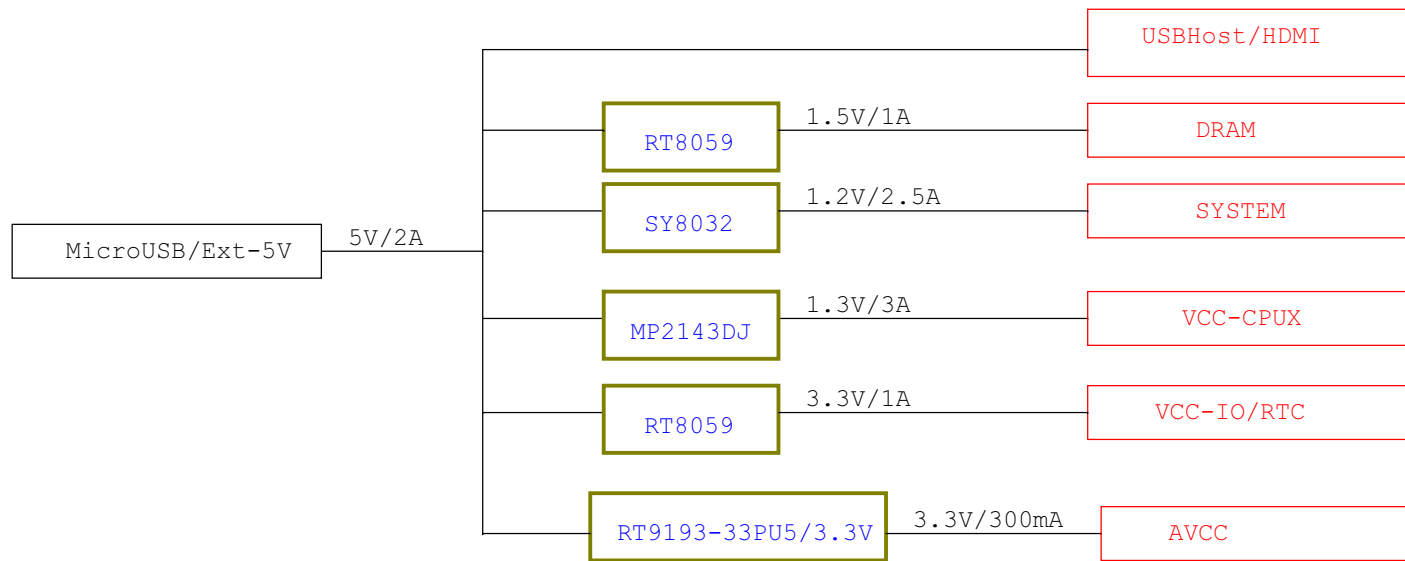 USBHost/HDMI
1.5V/1A
RT8059
DRAM
1.2V/2.5A
SY8032
SYSTEM
MicroUSB/Ext-5V
5V/2A
1.3V/3A
MP2143DJ
VCC-CPUX
3.3V/1A
RT8059
VCC-IO/RTC
RT9193-33PU5/3.3V
3.3V/300mA
AVCC